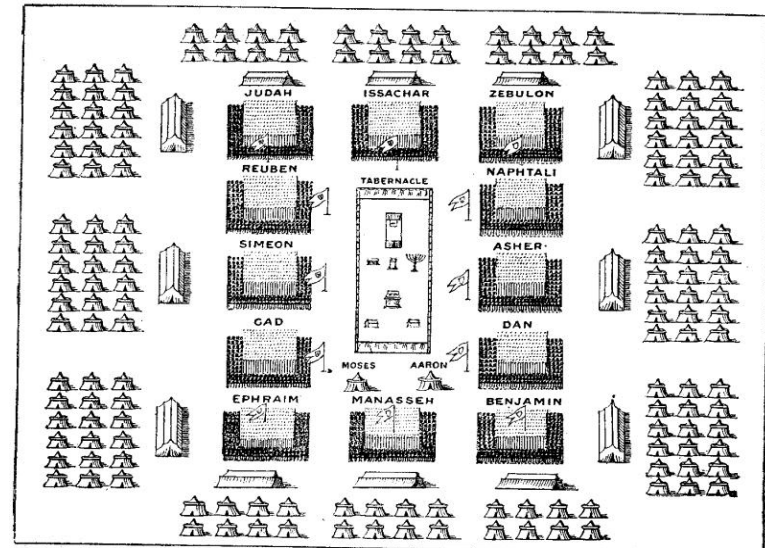 JUDAH ISSACHAR ZEBULON
REUBEN TABERNACLE NAPHTALI
SIMEON ASHER
GAD DAN
MOSES AARON
EPHRAIM MANASSEH BENJAMIN